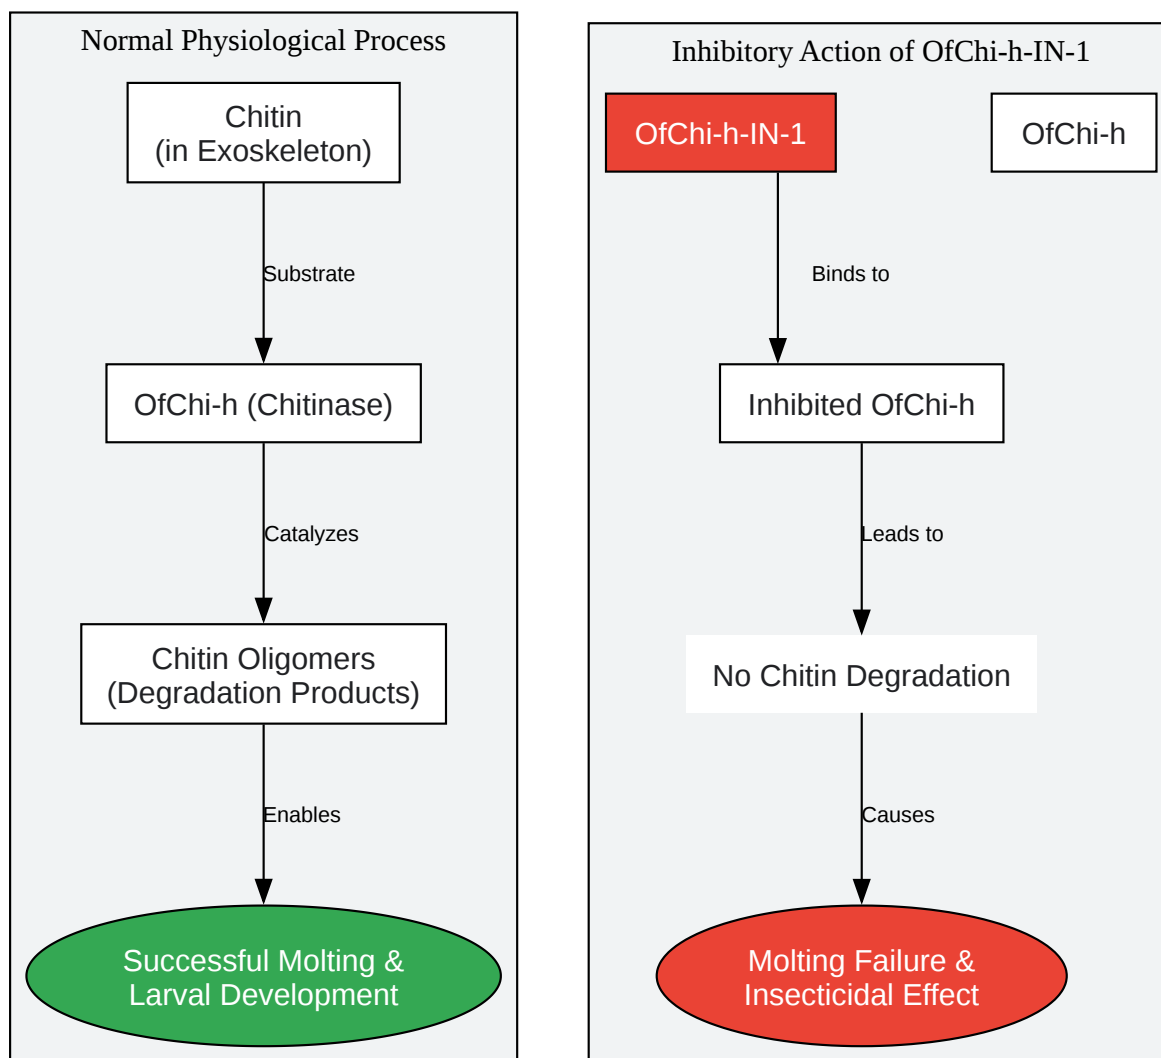 Normal Physiological Process
Chitin
(in Exoskeleton)
Substrate
OfChi-h (Chitinase)
Catalyzes
Chitin Oligomers
(Degradation Products)
Enables
Successful Molting &
Larval Development
Inhibitory Action of OfChi-h-IN-1
OfChi-h-IN-1
OfChi-h
Binds to
Inhibited OfChi-h
Leads to
No Chitin Degradation
Causes
Molting Failure &
Insecticidal Effect